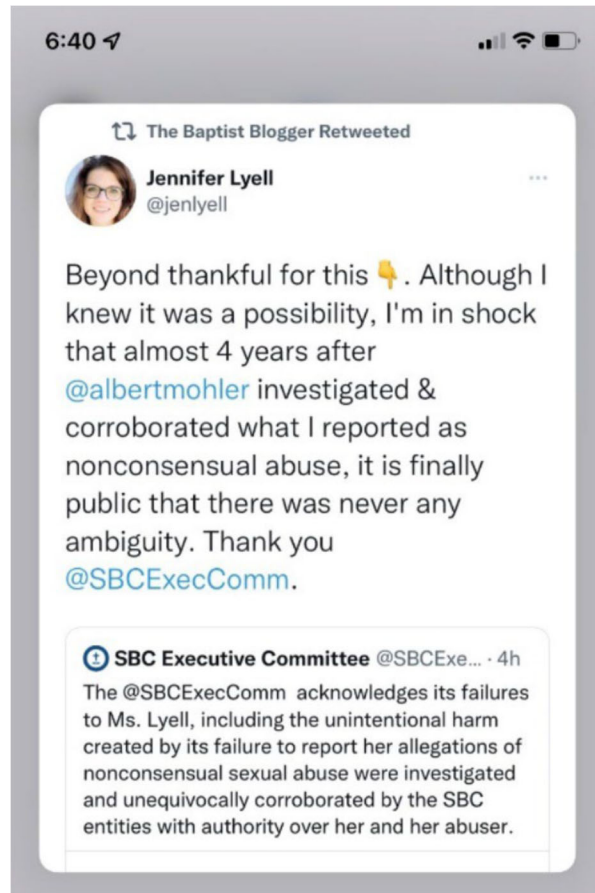 6:40
The Baptist Blogger Retweeted
Jennifer Lyell
@jenlyell
Beyond thankful for this 👇. Although I
knew it was a possibility, I'm in shock
that almost 4 years after
@albertmohler investigated &
corroborated what I reported as
nonconsensual abuse, it is finally
public that there was never any
ambiguity. Thank you
@SBCExecComm.
SBC Executive Committee @SBCExe... · 4h
The @SBCExecComm acknowledges its failures
to Ms. Lyell, including the unintentional harm
created by its failure to report her allegations of
nonconsensual sexual abuse were investigated
and unequivocally corroborated by the SBC
entities with authority over her and her abuser.